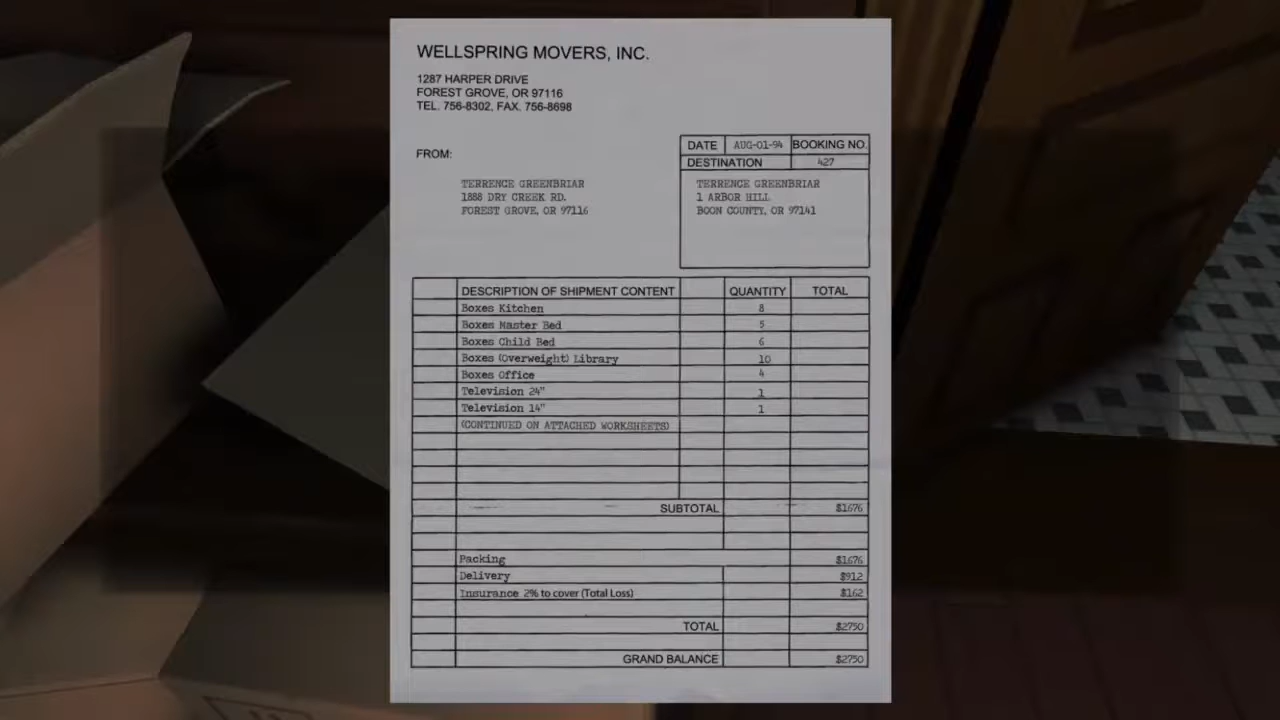 WELLSPRING MOVERS, INC.
1287 HARPER DRIVE
FOREST GROVE, OR 97116
TEL. 756-8302, FAX. 756-8698
DATE AUG-01-94 BOOKING NO.
FROM:
DESTINATION 427
TERRENCE GREENBRIAR
1888 DRY CREEK RD.
FOREST GROVE, OR 97116
TERRENCE GREENBRIAR
1 ARBOR HILL
BOON COUNTY, OR 97141
DESCRIPTION OF SHIPMENT CONTENT QUANTITY TOTAL
Boxes Kitchen 8
Boxes Master Bed 5
Boxes Child Bed 6
Boxes (Overweight) Library 10
Boxes Office 4
Television 24" 1
Television 14" 1
(CONTINUED ON ATTACHED WORKSHEETS)
SUBTOTAL $1676
Packing $1676
Delivery $912
Insurance 2% to cover (Total Loss) $162
TOTAL $2750
GRAND BALANCE $2750